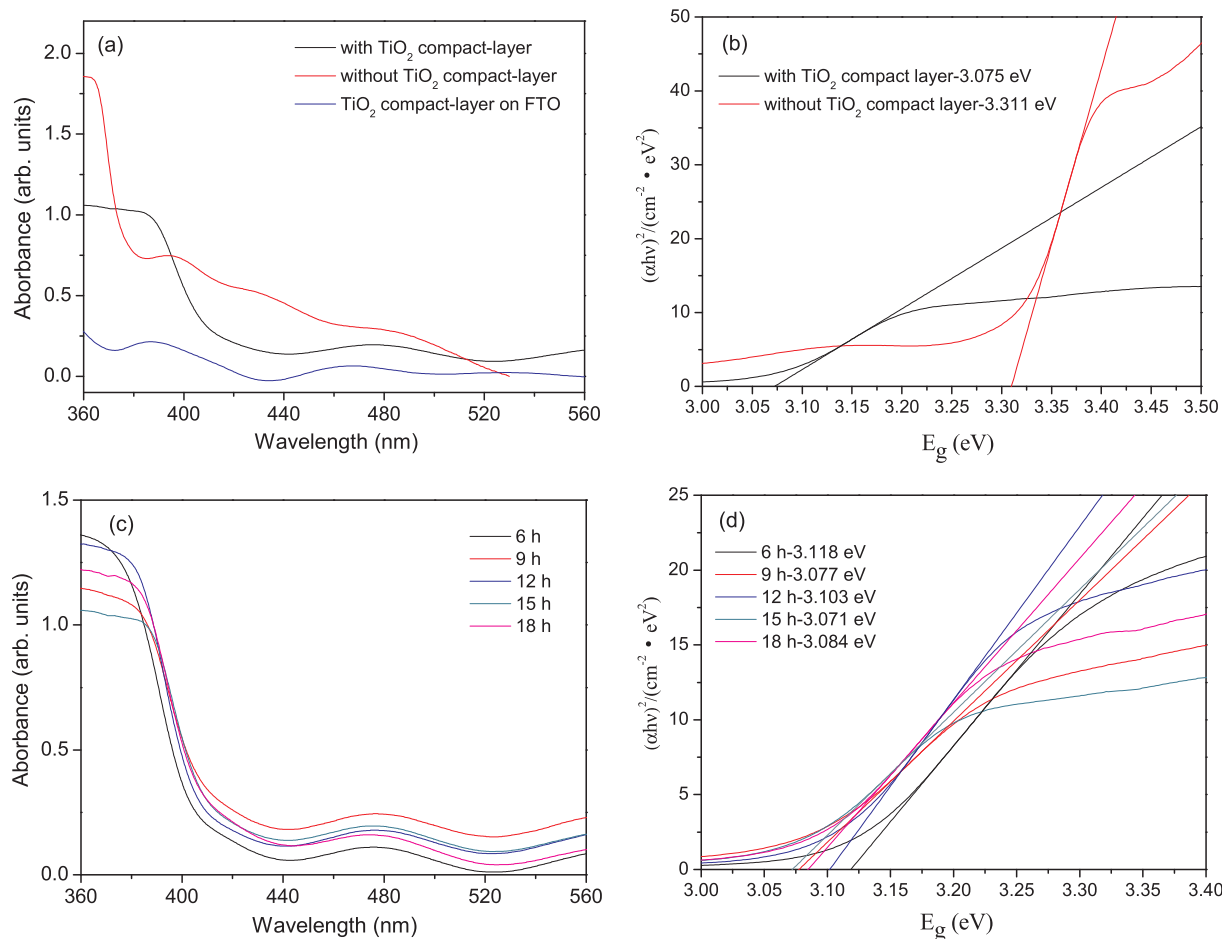 (a)
with TiO₂ compact-layer
without TiO₂ compact-layer
TiO₂ compact-layer on FTO
2.0
1.5
1.0
0.5
0.0
Aborbance (arb. units)
360 400 440 480 520 560
Wavelength (nm)
(b)
with TiO₂ compact layer-3.075 eV
without TiO₂ compact layer-3.311 eV
50
45
40
35
30
25
20
15
10
5
0
(αhν)²/(cm⁻² • eV²)
3.00 3.05 3.10 3.15 3.20 3.25 3.30 3.35 3.40 3.45 3.50
E_g (eV)
(c)
6 h
9 h
12 h
15 h
18 h
1.5
1.0
0.5
0.0
Aborbance (arb. units)
360 400 440 480 520 560
Wavelength (nm)
(d)
6 h-3.118 eV
9 h-3.077 eV
12 h-3.103 eV
15 h-3.071 eV
18 h-3.084 eV
25
20
15
10
5
0
(αhν)²/(cm⁻² • eV²)
3.00 3.05 3.10 3.15 3.20 3.25 3.30 3.35 3.40
E_g (eV)